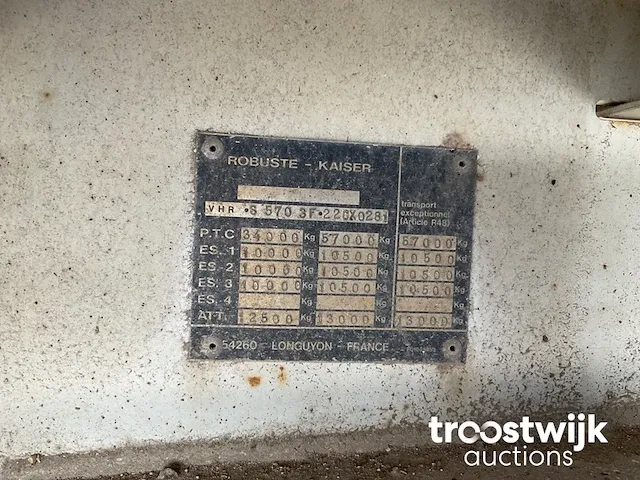 ROBUSTE - KAISER
VHR •S 570 3F•220X0281
transport
exceptionnel
(Article R48)
P.T.C 34000 Kg 57000 Kg 57000 Kg
ES. 1 10000 Kg 10500 Kg 10500 Kg
ES. 2 10000 Kg 10500 Kg 10500 Kg
ES. 3 10000 Kg 10500 Kg 10500 Kg
ES. 4 Kg Kg Kg
ATT. 12500 Kg 13000 Kg 13000 Kg
54260 - LONGUYON - FRANCE
troostwijk
auctions